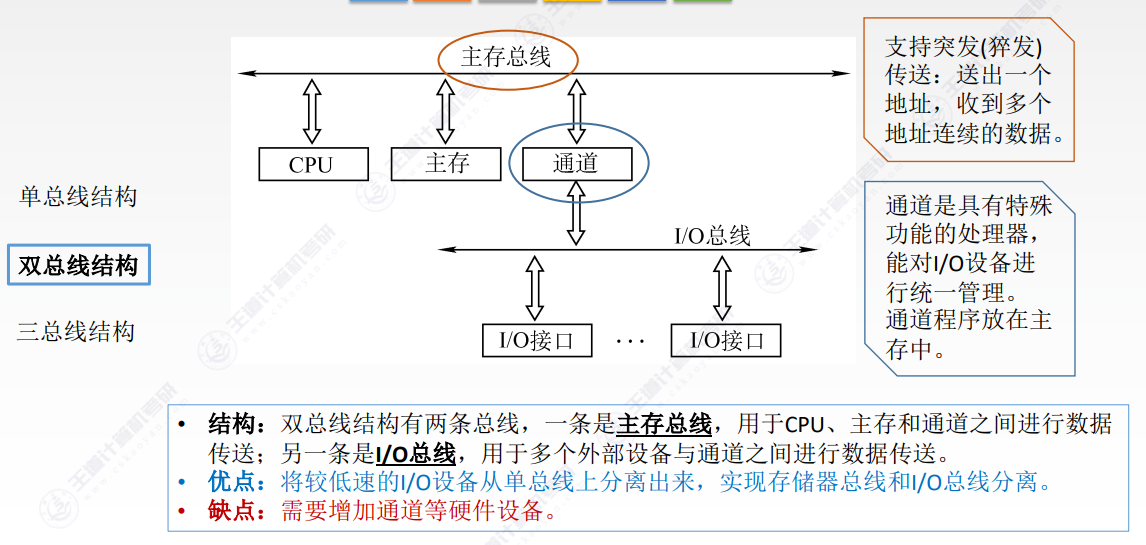 主存总线
CPU
主存
通道
I/O总线
I/O接口
···
I/O接口
单总线结构
双总线结构
三总线结构
支持突发(猝发)
传送：送出一个
地址，收到多个
地址连续的数据。
通道是具有特殊
功能的处理器，
能对I/O设备进
行统一管理。
通道程序放在主
存中。
• 结构：双总线结构有两条总线，一条是主存总线，用于CPU、主存和通道之间进行数据
传送；另一条是I/O总线，用于多个外部设备与通道之间进行数据传送。
• 优点：将较低速的I/O设备从单总线上分离出来，实现存储器总线和I/O总线分离。
• 缺点：需要增加通道等硬件设备。
王道计算机考研